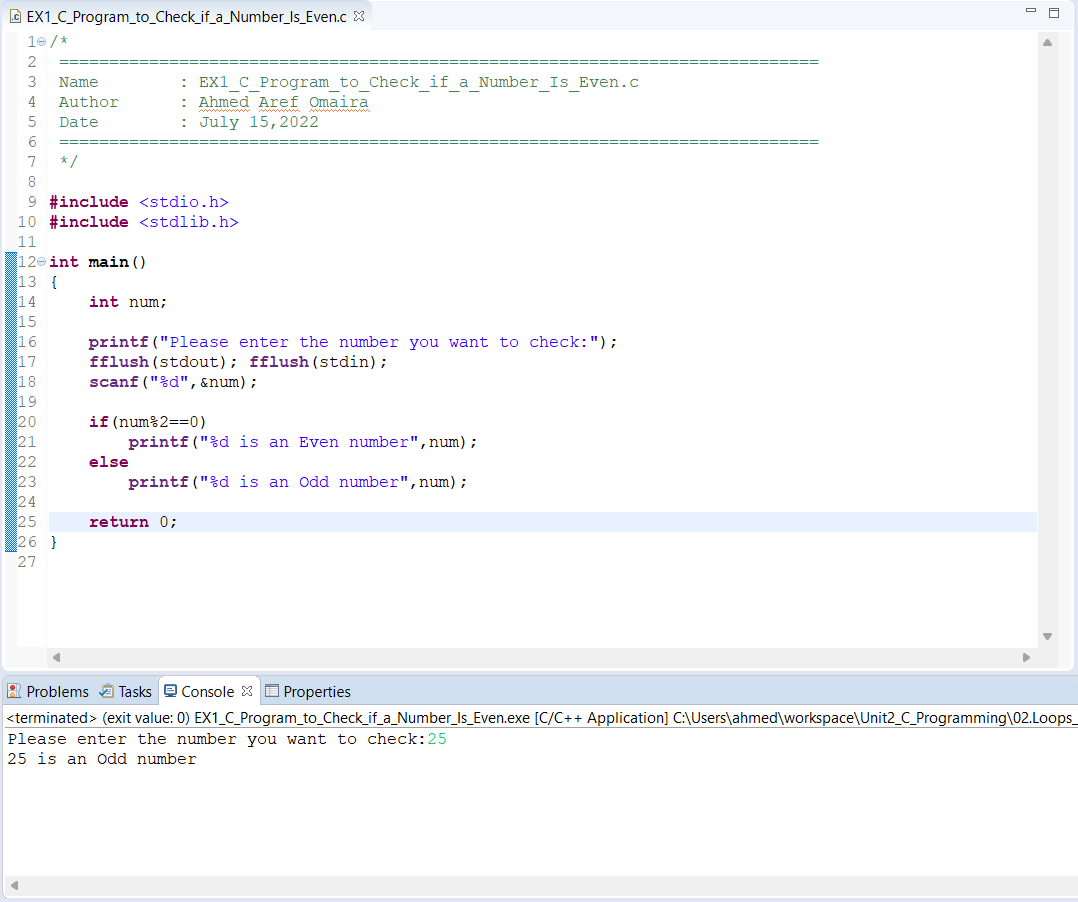 EX1_C_Program_to_Check_if_a_Number_Is_Even.c
1 /*
2 ============================================================================
3 Name        : EX1_C_Program_to_Check_if_a_Number_Is_Even.c
4 Author      : Ahmed Aref Omaira
5 Date        : July 15,2022
6 ============================================================================
7 */
8
9 #include <stdio.h>
10 #include <stdlib.h>
11
12 int main()
13 {
14     int num;
15
16     printf("Please enter the number you want to check:");
17     fflush(stdout); fflush(stdin);
18     scanf("%d",&num);
19
20     if(num%2==0)
21         printf("%d is an Even number",num);
22     else
23         printf("%d is an Odd number",num);
24
25     return 0;
26 }
27
Problems Tasks Console Properties
<terminated> (exit value: 0) EX1_C_Program_to_Check_if_a_Number_Is_Even.exe [C/C++ Application] C:\Users\ahmed\workspace\Unit2_C_Programming\02.Loops_
Please enter the number you want to check:25
25 is an Odd number